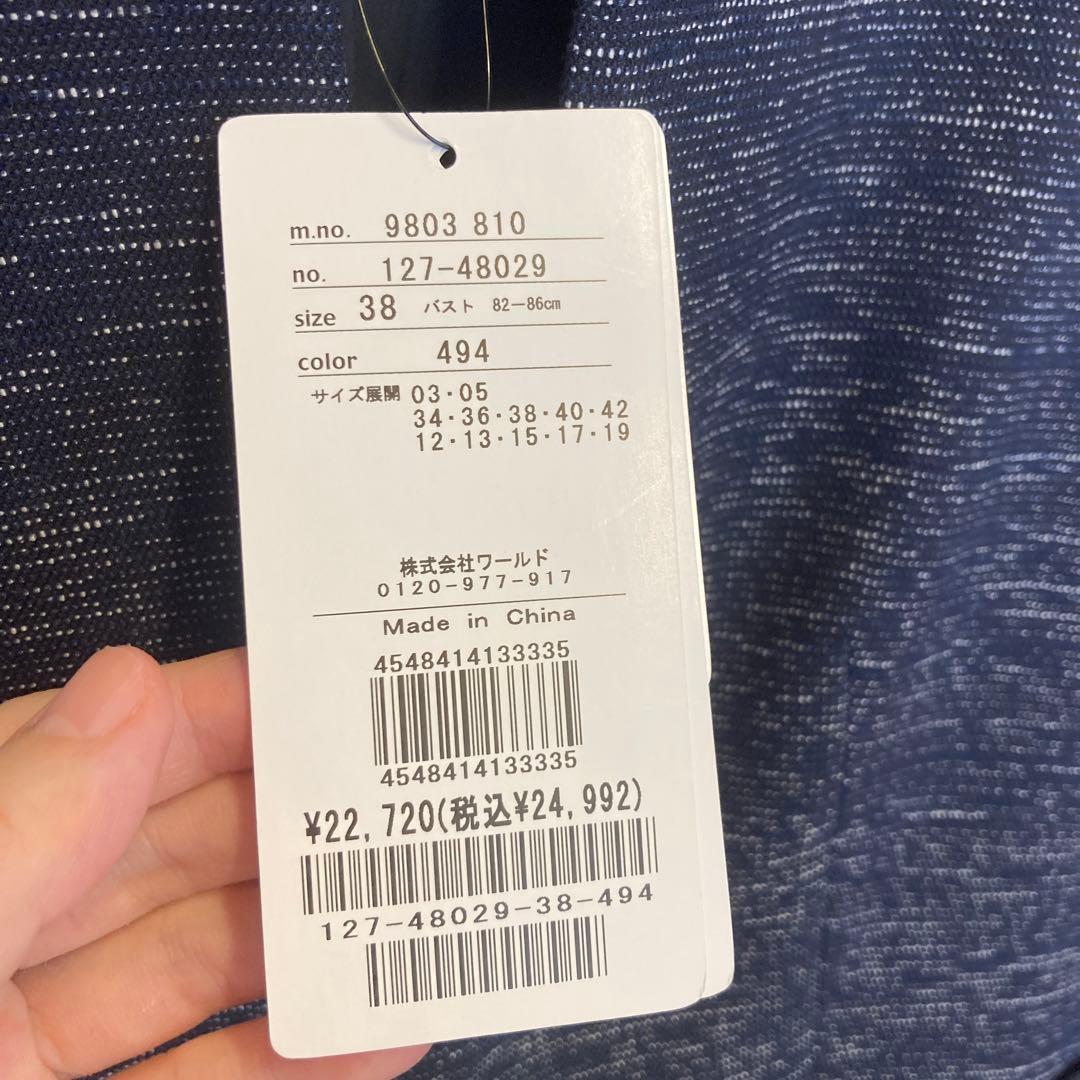 m.no. 9803 810
no. 127-48029
size 38 バスト 82-86cm
color 494
サイズ展開 03・05
34・36・38・40・42
12・13・15・17・19
株式会社ワールド
0120-977-917
Made in China
4548414133335
4548414133335
¥22,720(税込¥24,992)
127-48029-38-494